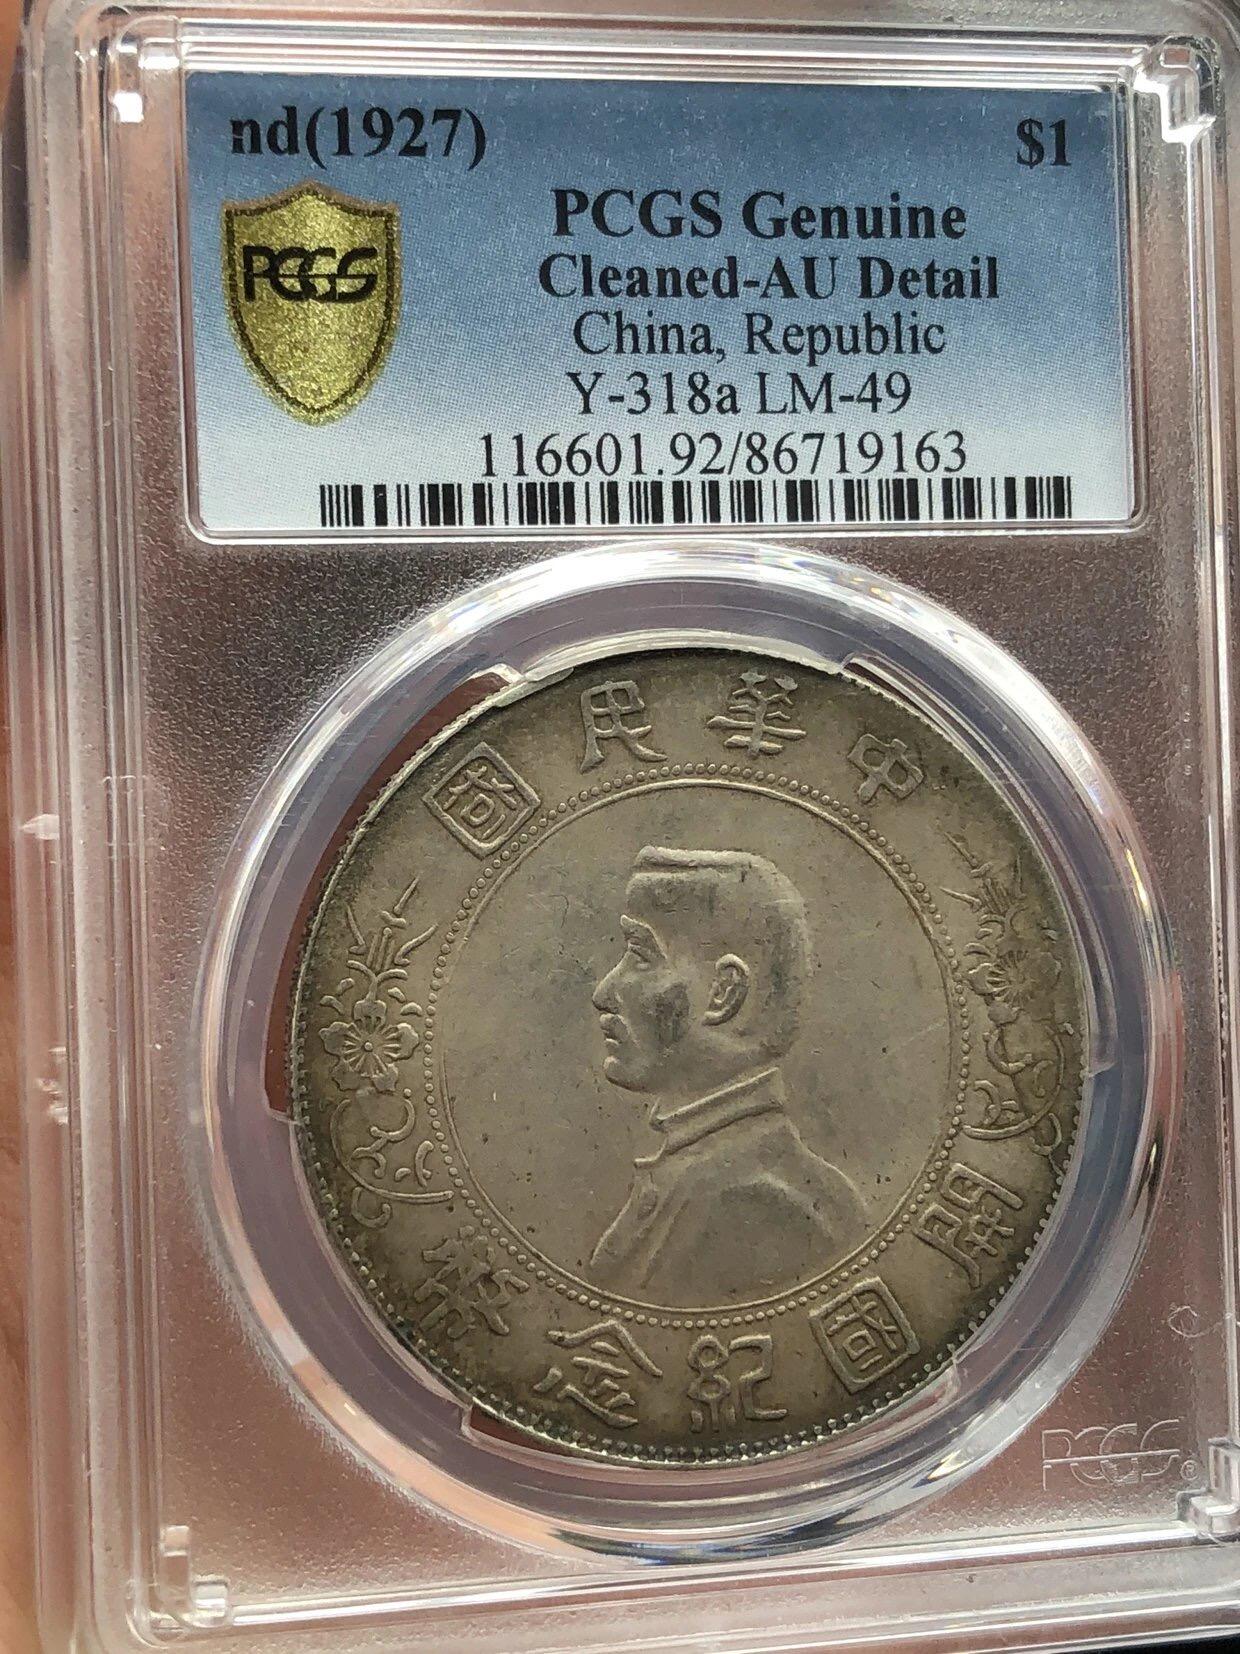 nd(1927) $1
PCGS
PCGS Genuine
Cleaned-AU Detail
China, Republic
Y-318a LM-49
116601.92/86719163
中華民國
開國紀念幣
PCGS